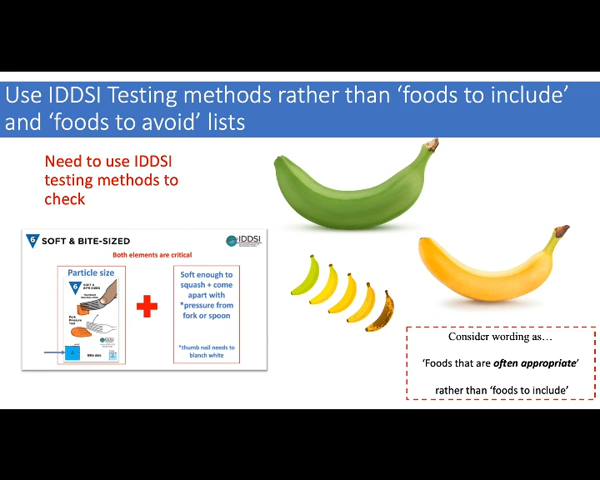 Use IDDSI Testing methods rather than ‘foods to include’
and ‘foods to avoid’ lists
Need to use IDDSI
testing methods to
check
6 SOFT & BITE-SIZED
IDDSI
Both elements are critical
Particle size
6 SOFT &
Soft enough to
squash + come
apart with
*pressure from
fork or spoon
*thumb nail needs to
blanch white
Consider wording as…
‘Foods that are often appropriate’
rather than ‘foods to include’